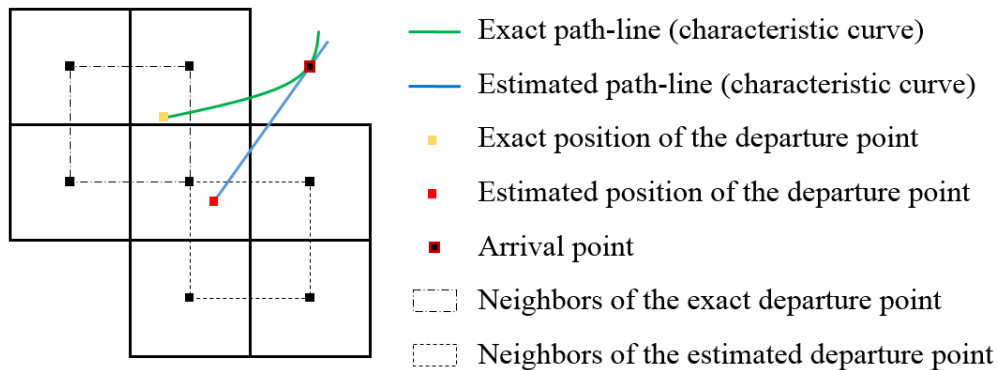 Exact path-line (characteristic curve)
Estimated path-line (characteristic curve)
Exact position of the departure point
Estimated position of the departure point
Arrival point
Neighbors of the exact departure point
Neighbors of the estimated departure point